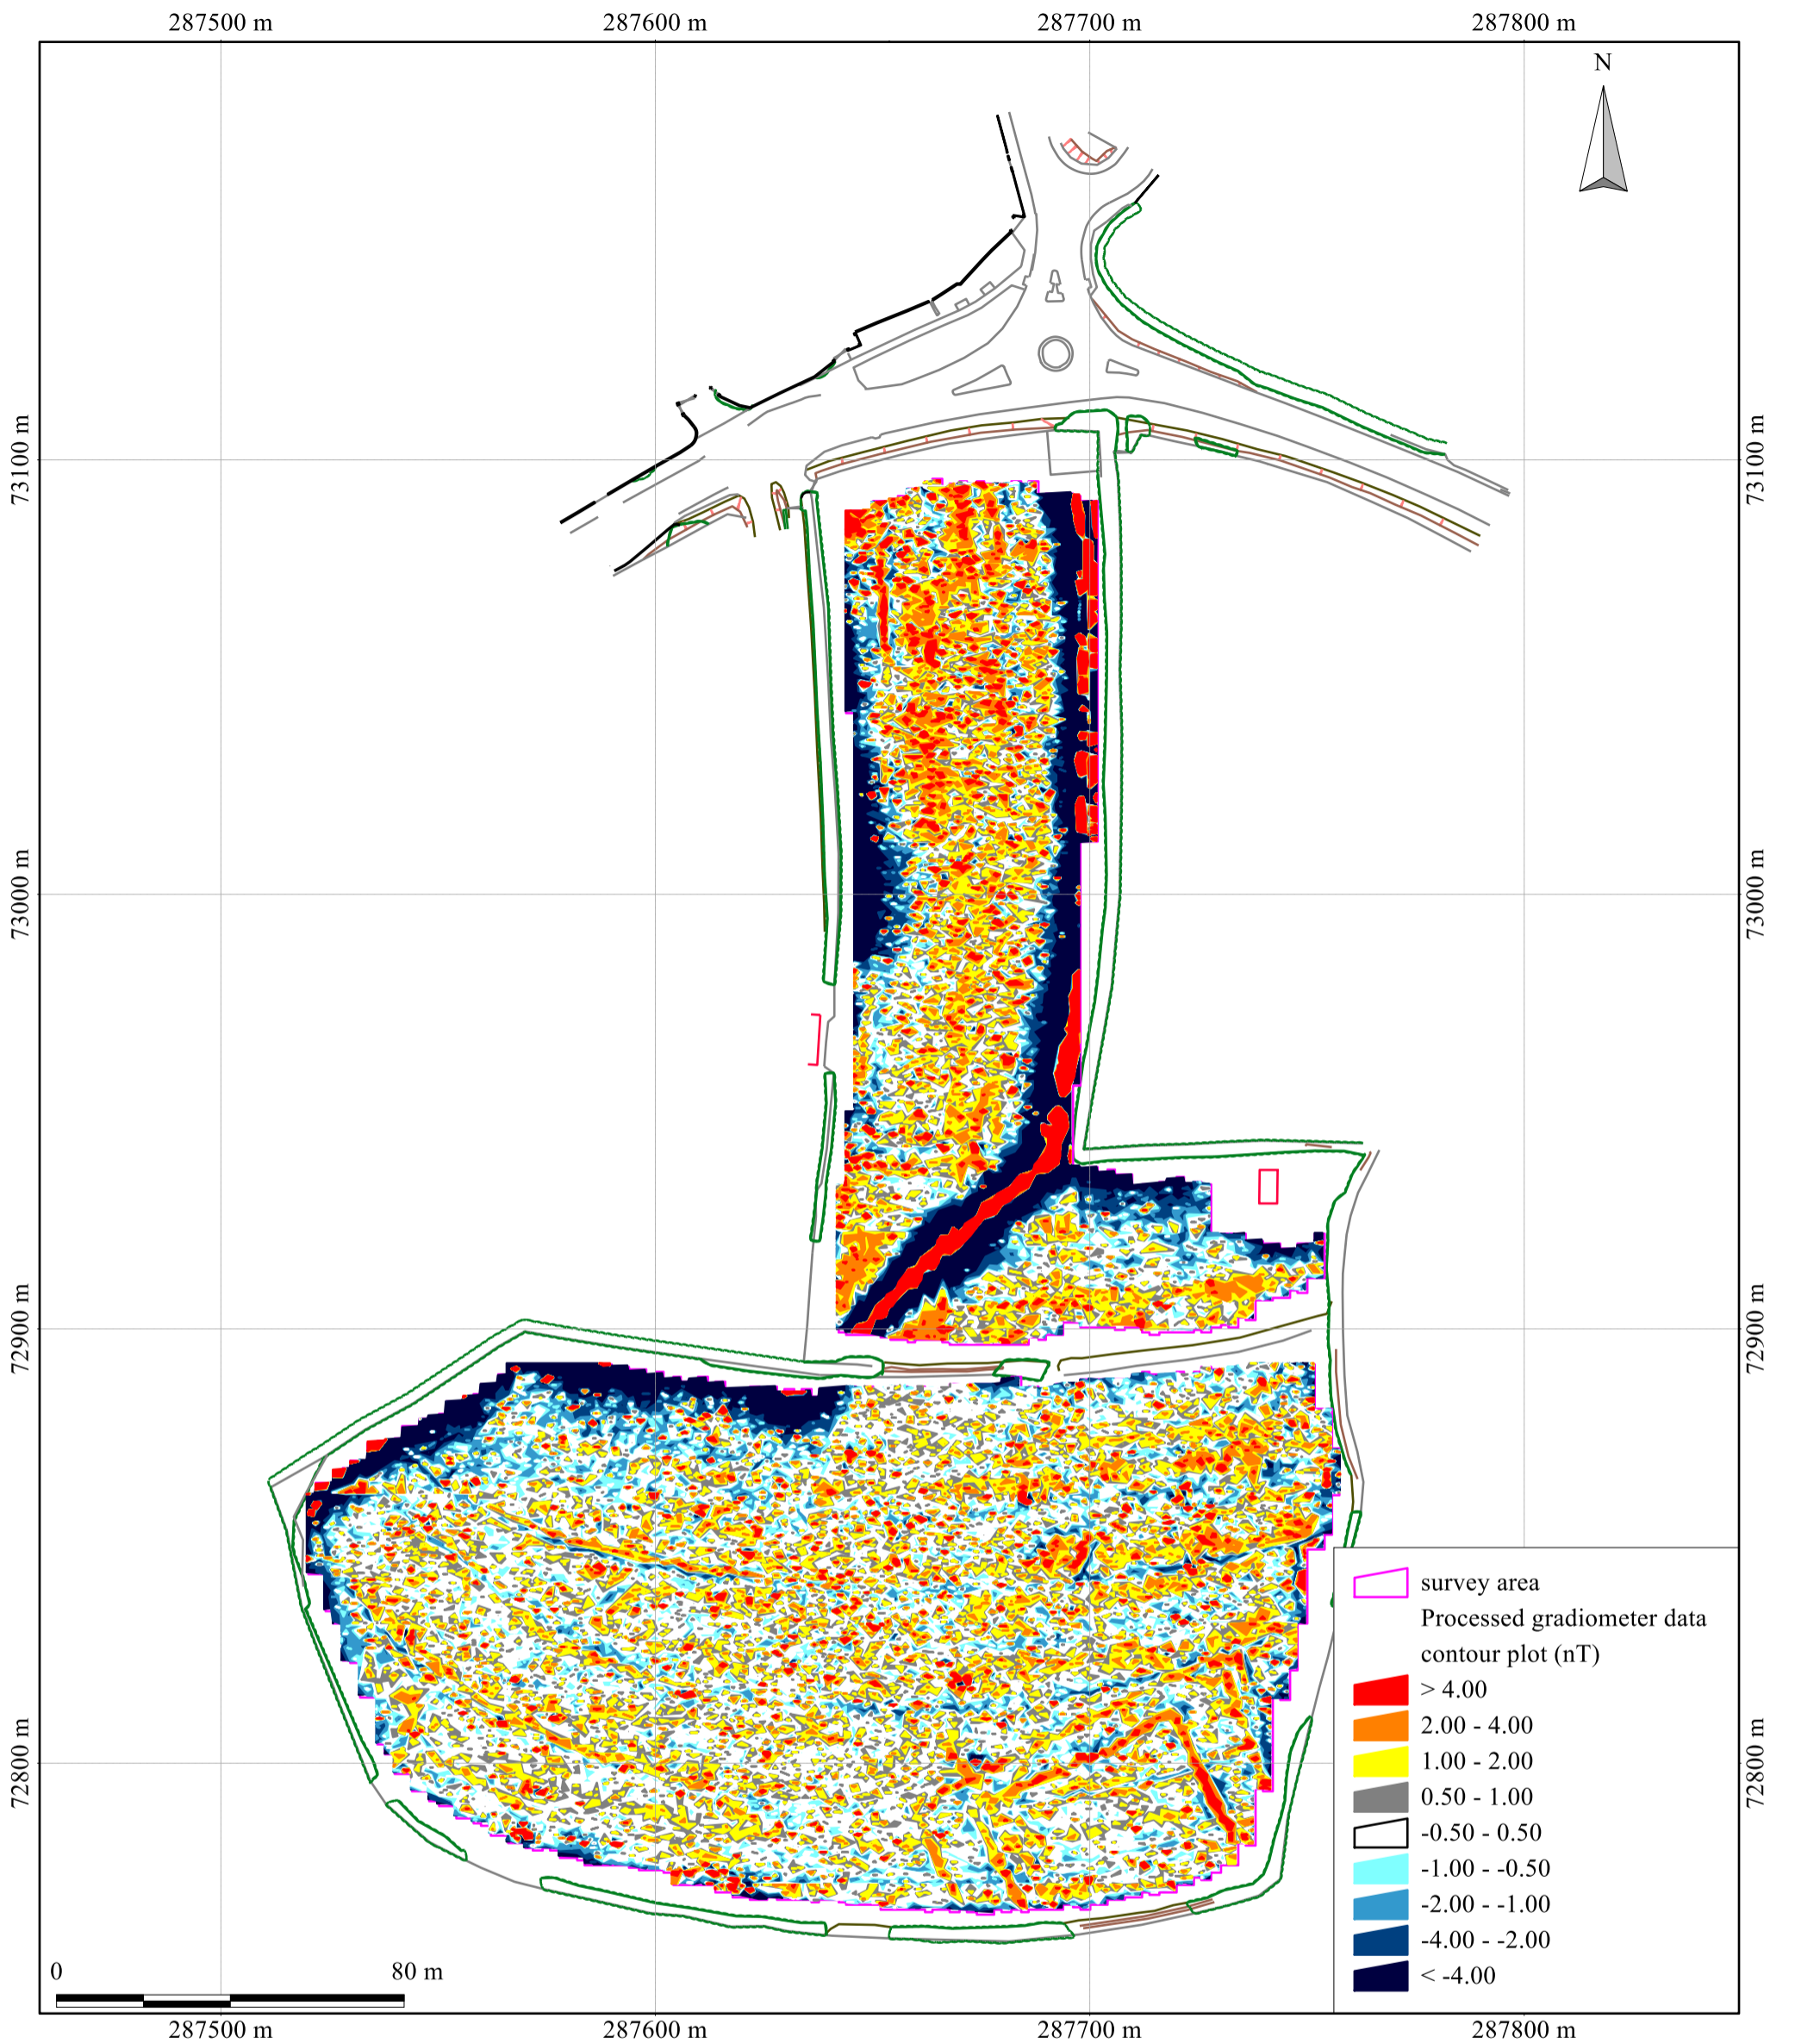 287500 m
287600 m
287700 m
287800 m
N
73100 m
73100 m
73000 m
73000 m
72900 m
72900 m
72800 m
72800 m
survey area
Processed gradiometer data
contour plot (nT)
> 4.00
2.00 - 4.00
1.00 - 2.00
0.50 - 1.00
-0.50 - 0.50
-1.00 - -0.50
-2.00 - -1.00
-4.00 - -2.00
< -4.00
0
80 m
287500 m
287600 m
287700 m
287800 m